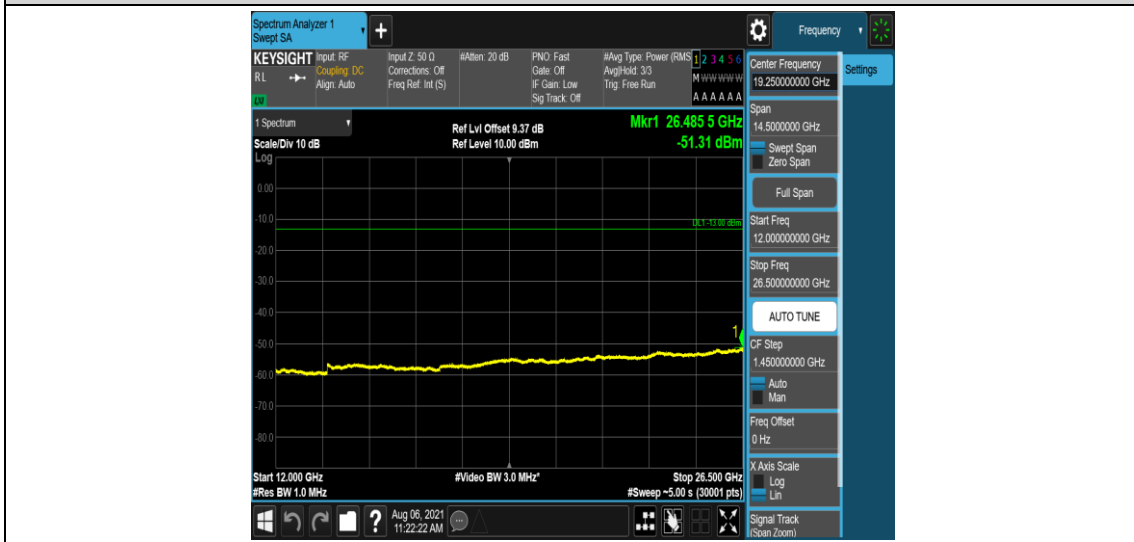 Spectrum Analyzer 1
Swept SA
+
Frequency
KEYSIGHT
RL
Input: RF
Coupling: DC
Align: Auto
Input Z: 50 Ω
Corrections: Off
Freq Ref: Int (S)
#Atten: 20 dB
PNO: Fast
Gate: Off
IF Gain: Low
Sig Track: Off
#Avg Type: Power (RMS
Avg|Hold: 3/3
Trig: Free Run
1 2 3 4 5 6
M W W W W W
A A A A A A
1 Spectrum
Scale/Div 10 dB
Log
Ref Lvl Offset 9.37 dB
Ref Level 10.00 dBm
Mkr1 26.485 5 GHz
-51.31 dBm
0.00
-10.0
DL1 -13.00 dBm
-20.0
-30.0
-40.0
1
-50.0
-60.0
-70.0
-80.0
Start 12.000 GHz
#Res BW 1.0 MHz
#Video BW 3.0 MHz*
Stop 26.500 GHz
#Sweep ~5.00 s (30001 pts)
Center Frequency
19.250000000 GHz
Settings
Span
14.5000000 GHz
Swept Span
Zero Span
Full Span
Start Freq
12.000000000 GHz
Stop Freq
26.500000000 GHz
AUTO TUNE
CF Step
1.450000000 GHz
Auto
Man
Freq Offset
0 Hz
X Axis Scale
Log
Lin
Signal Track
(Span Zoom)
?
Aug 06, 2021
11:22:22 AM